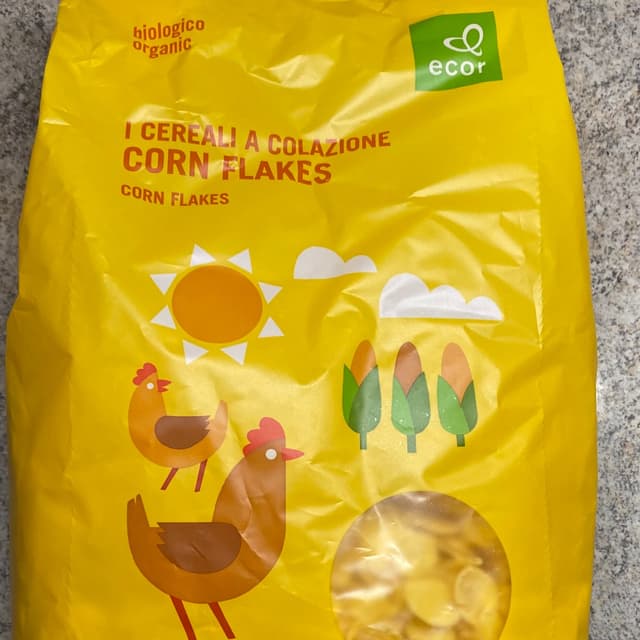 biologico
organic
ecor
I CEREALI A COLAZIONE
CORN FLAKES
CORN FLAKES